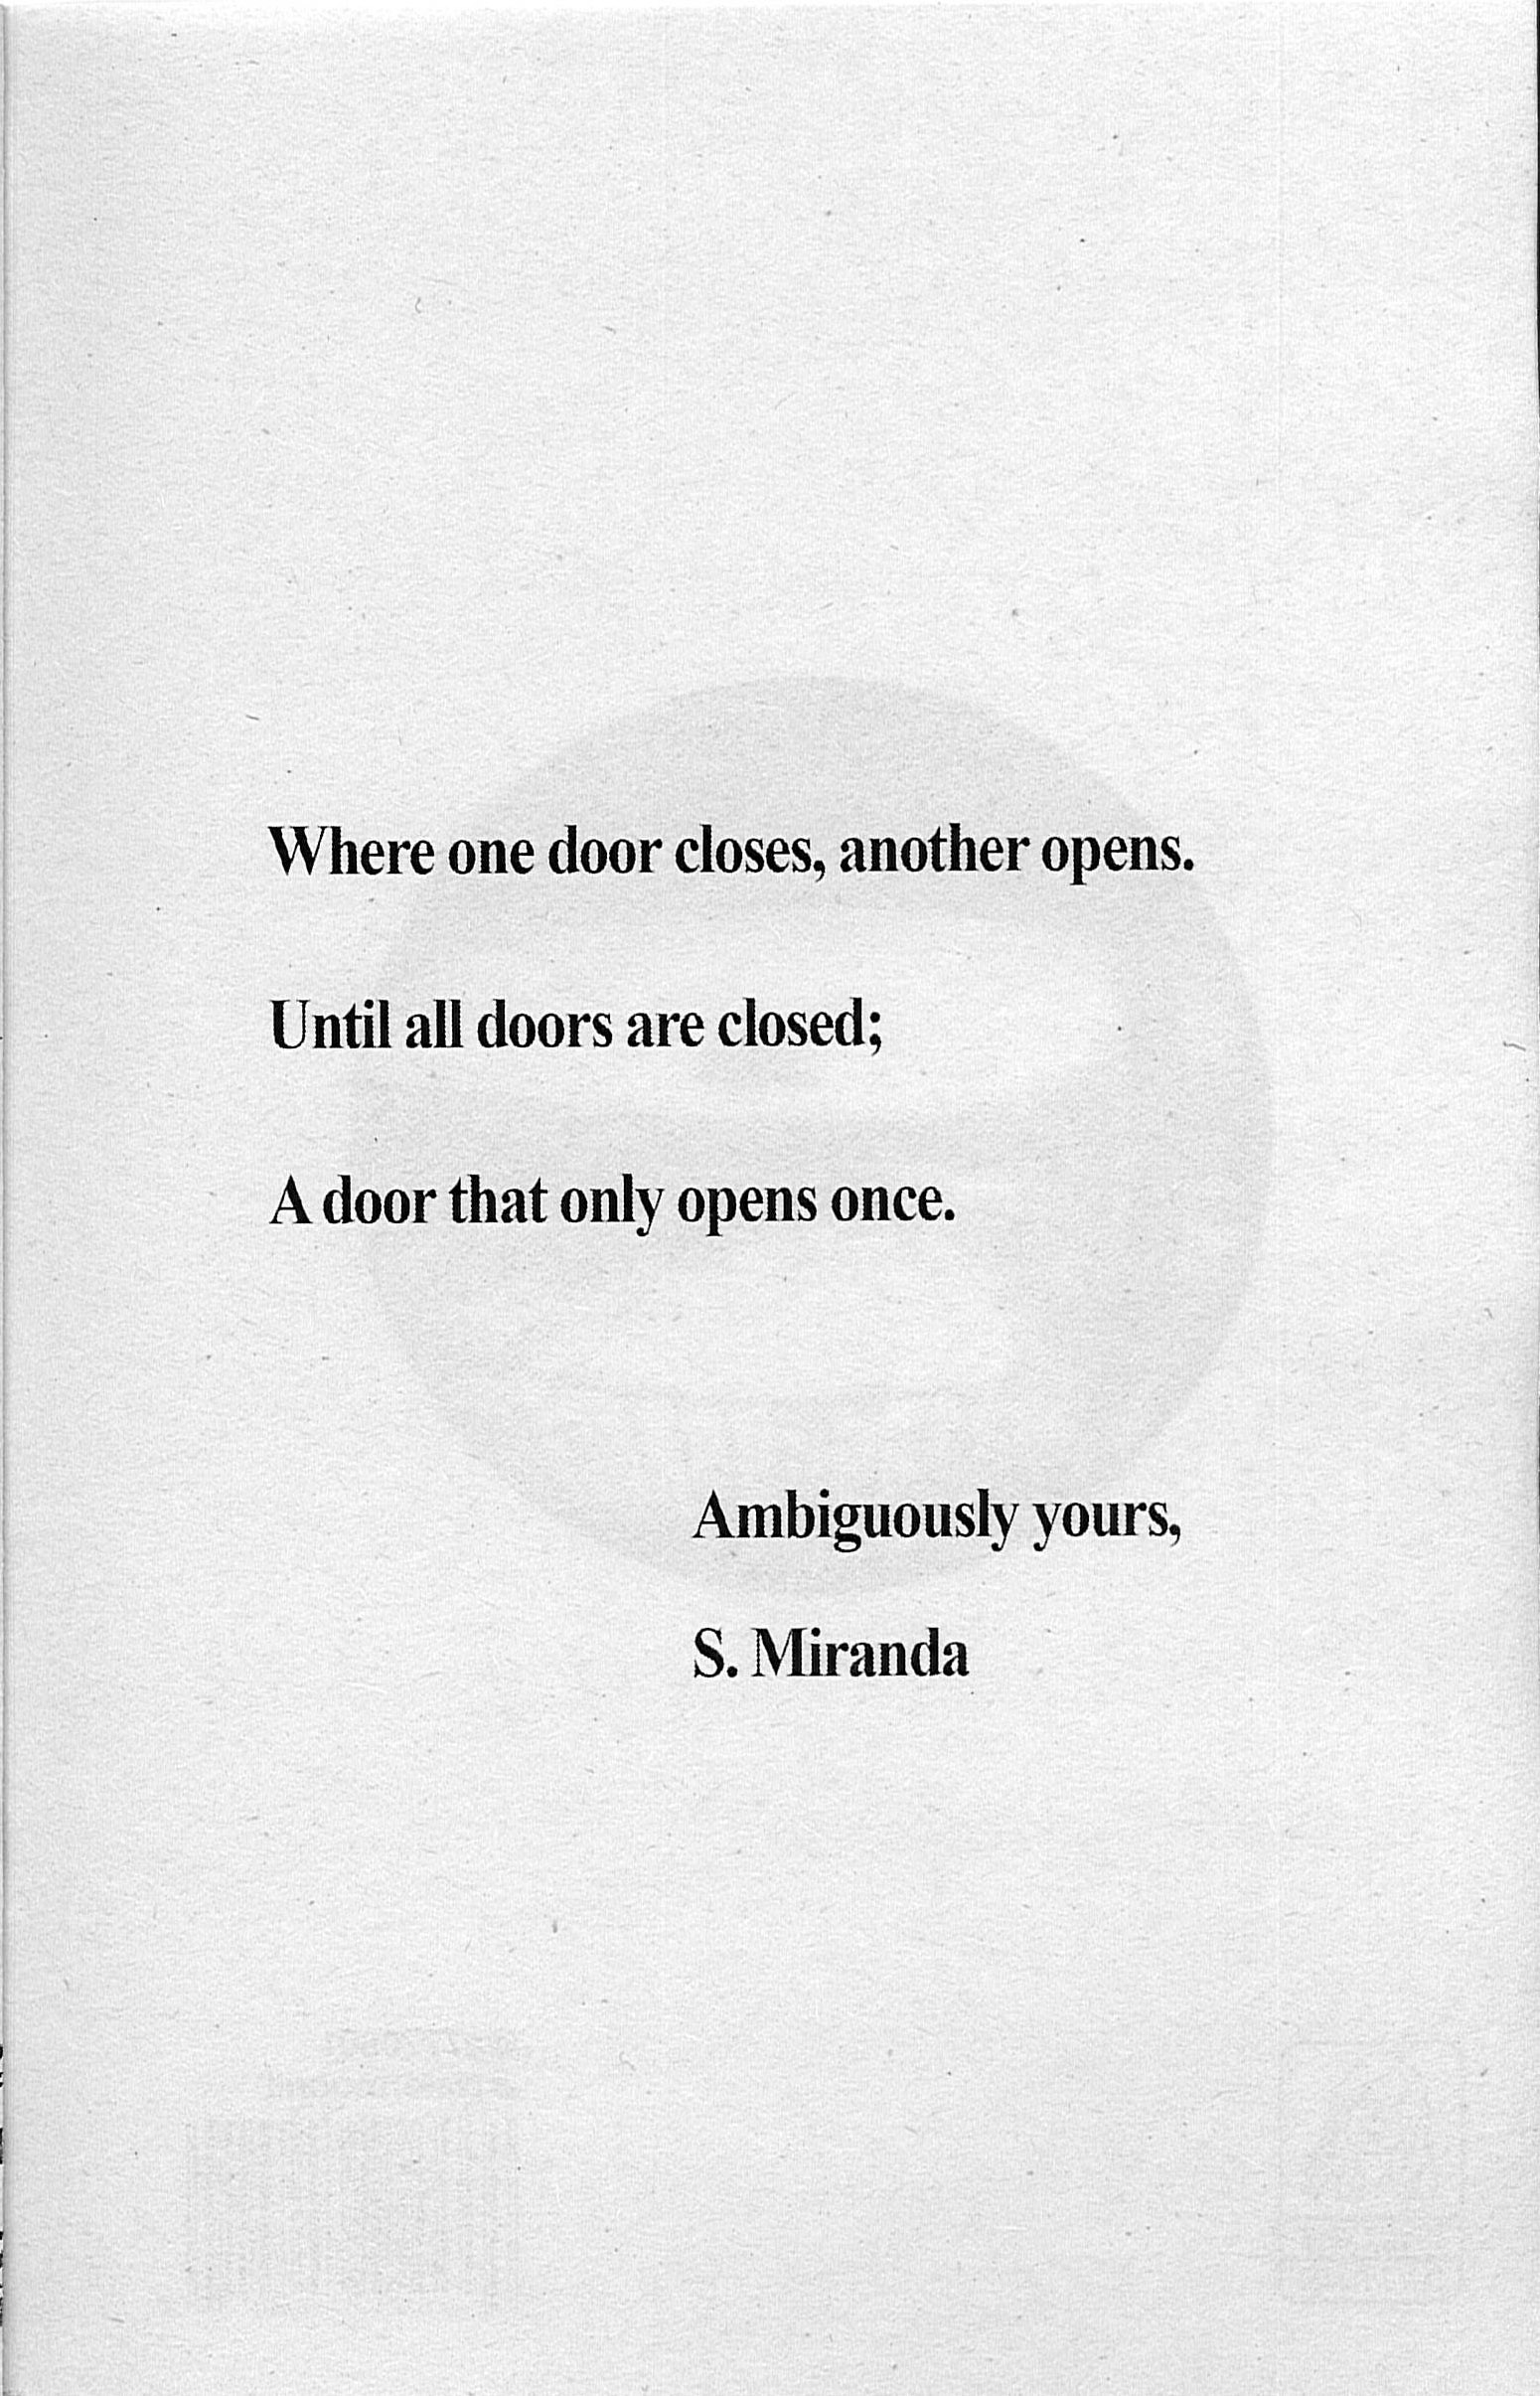 Where one door closes, another opens.
Until all doors are closed;
A door that only opens once.
Ambiguously yours,
S. Miranda